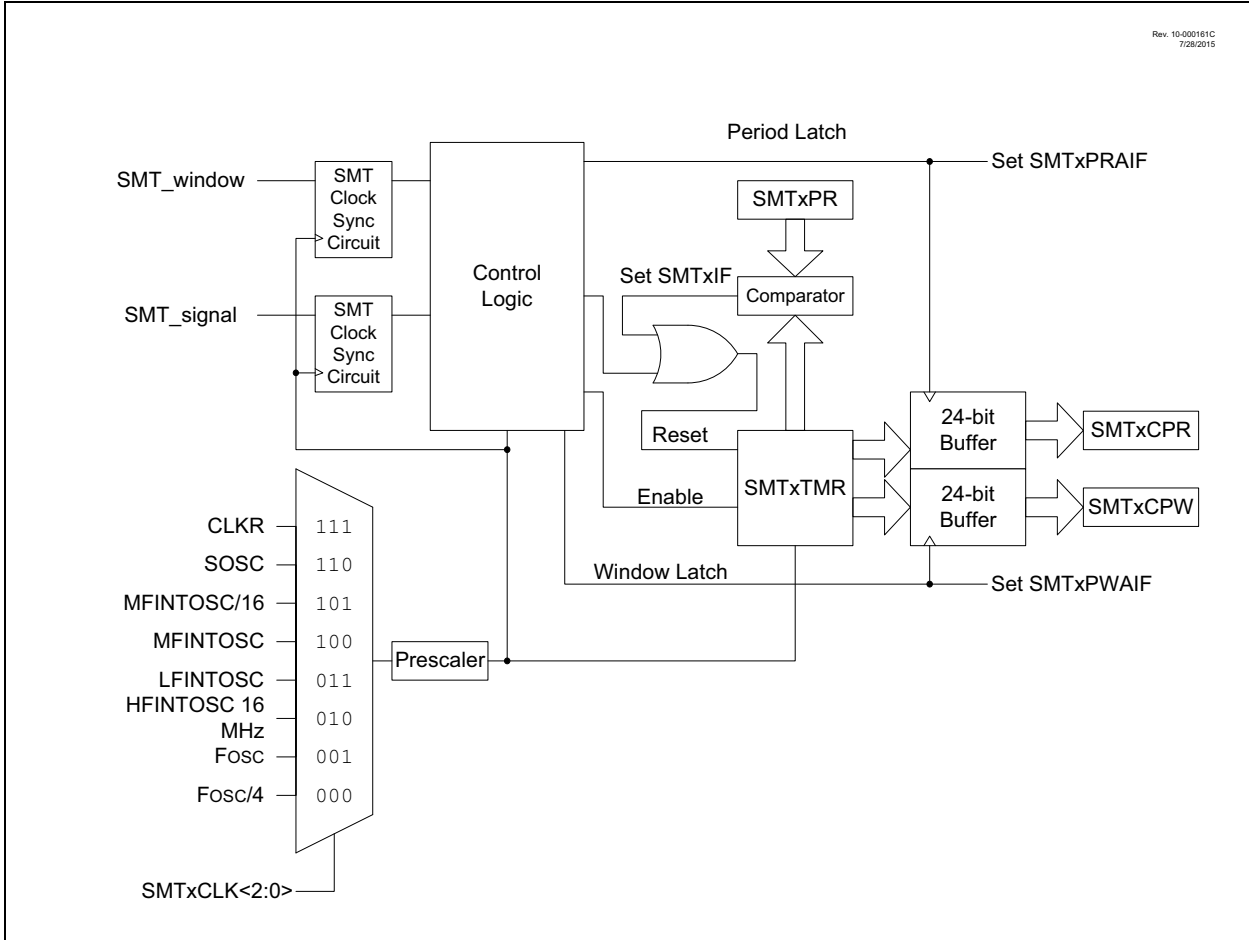 Rev. 10-000161C
7/28/2015
Period Latch
Set SMTxPRAIF
SMT_window
SMT
Clock
Sync
Circuit
SMTxPR
Control
Logic
Set SMTxIF
Comparator
SMT_signal
SMT
Clock
Sync
Circuit
24-bit
Buffer
SMTxCPR
Reset
SMTxTMR
Enable
24-bit
Buffer
SMTxCPW
Window Latch
Set SMTxPWAIF
CLKR 111
SOSC 110
MFINTOSC/16 101
MFINTOSC 100
LFINTOSC 011
HFINTOSC 16
MHz
010
FOSC 001
FOSC/4 000
Prescaler
SMTxCLK<2:0>